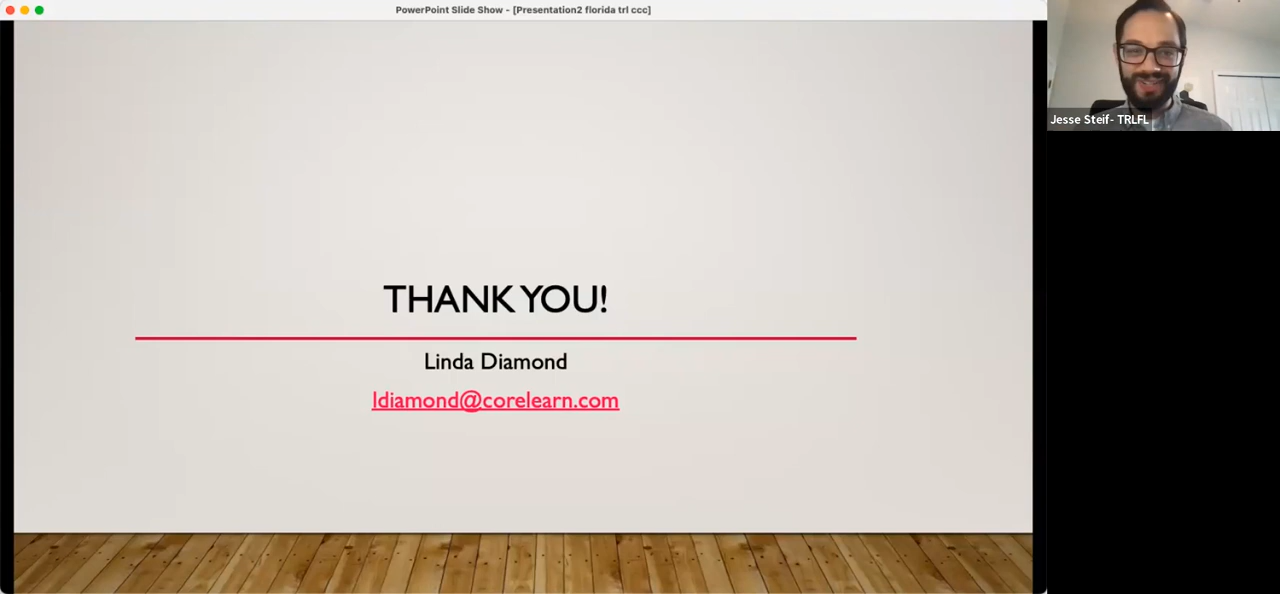 PowerPoint Slide Show - [Presentation2 florida trl ccc]
Jesse Steif- TRLFL
THANK YOU!
Linda Diamond
ldiamond@corelearn.com